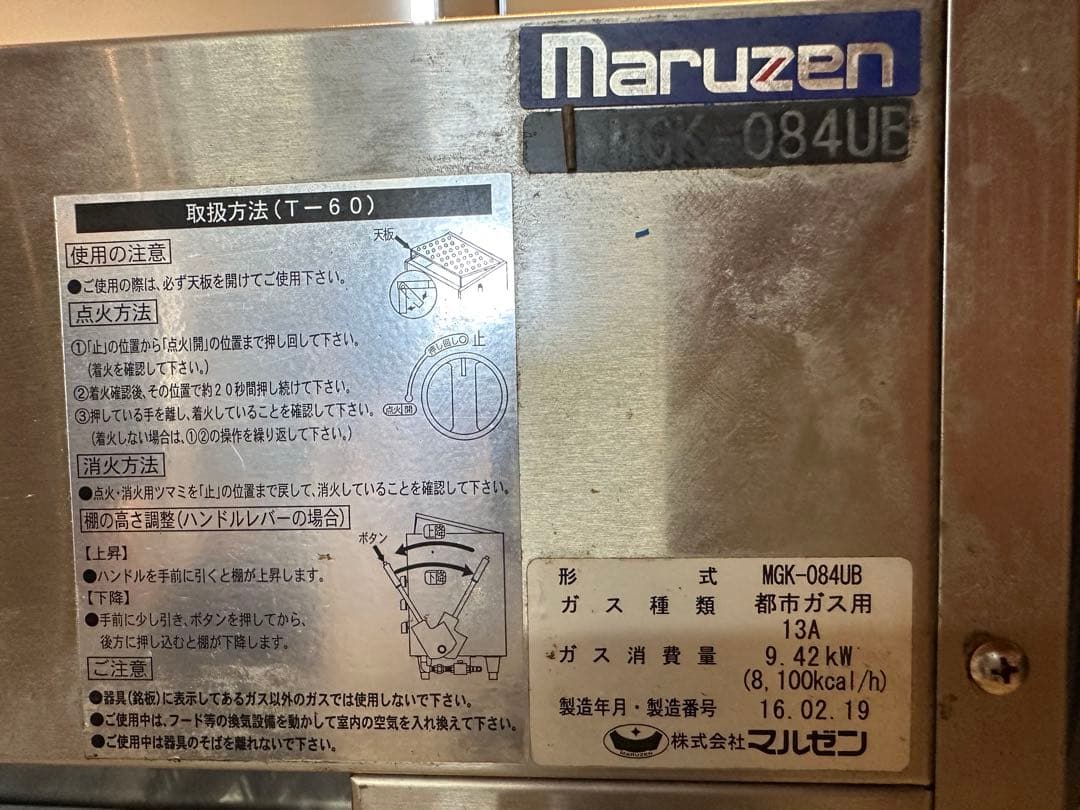 Maruzen
MGK-084UB
取扱方法(T-60)
使用の注意
●ご使用の際は、必ず天板を開けてご使用下さい。
天板
点火方法
①「止」の位置から「点火|開」の位置まで押し回して下さい。
(着火を確認して下さい。)
②着火確認後、その位置で約20秒間押し続けて下さい。
③押している手を離し、着火していることを確認して下さい。
(着火しない場合は、①②の操作を繰り返して下さい。)
押し回し
止
点火|開
消火方法
●点火・消火用ツマミを「止」の位置まで戻して、消火していることを確認して下さい。
棚の高さ調整(ハンドルレバーの場合)
【上昇】
●ハンドルを手前に引くと棚が上昇します。
【下降】
●手前に少し引き、ボタンを押してから、
後方に押し込むと棚が下降します。
ボタン
上降
下降
ご注意
●器具(銘板)に表示してあるガス以外のガスでは使用しないで下さい。
●ご使用中は、フード等の換気設備を動かして室内の空気を入れ換えて下さい。
●ご使用中は器具のそばを離れないで下さい。
形式 MGK-084UB
ガス種類 都市ガス用
13A
ガス消費量 9.42kW
(8,100kcal/h)
製造年月・製造番号 16.02.19
MARUZEN 株式会社マルゼン